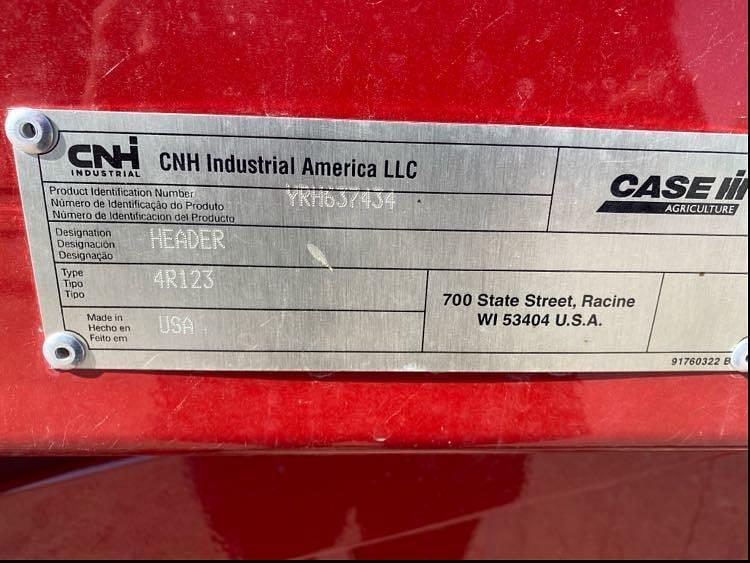 CNH
INDUSTRIAL
CNH Industrial America LLC
CASE IH
AGRICULTURE
Product Identification Number
Número de Identificação do Produto
Número de Identificacion del Producto
YRH637434
Designation
Designación
Designação
HEADER
Type
Tipo
Tipo
4R123
Made in
Hecho en
Feito em
USA
700 State Street, Racine
WI 53404 U.S.A.
91760322 B